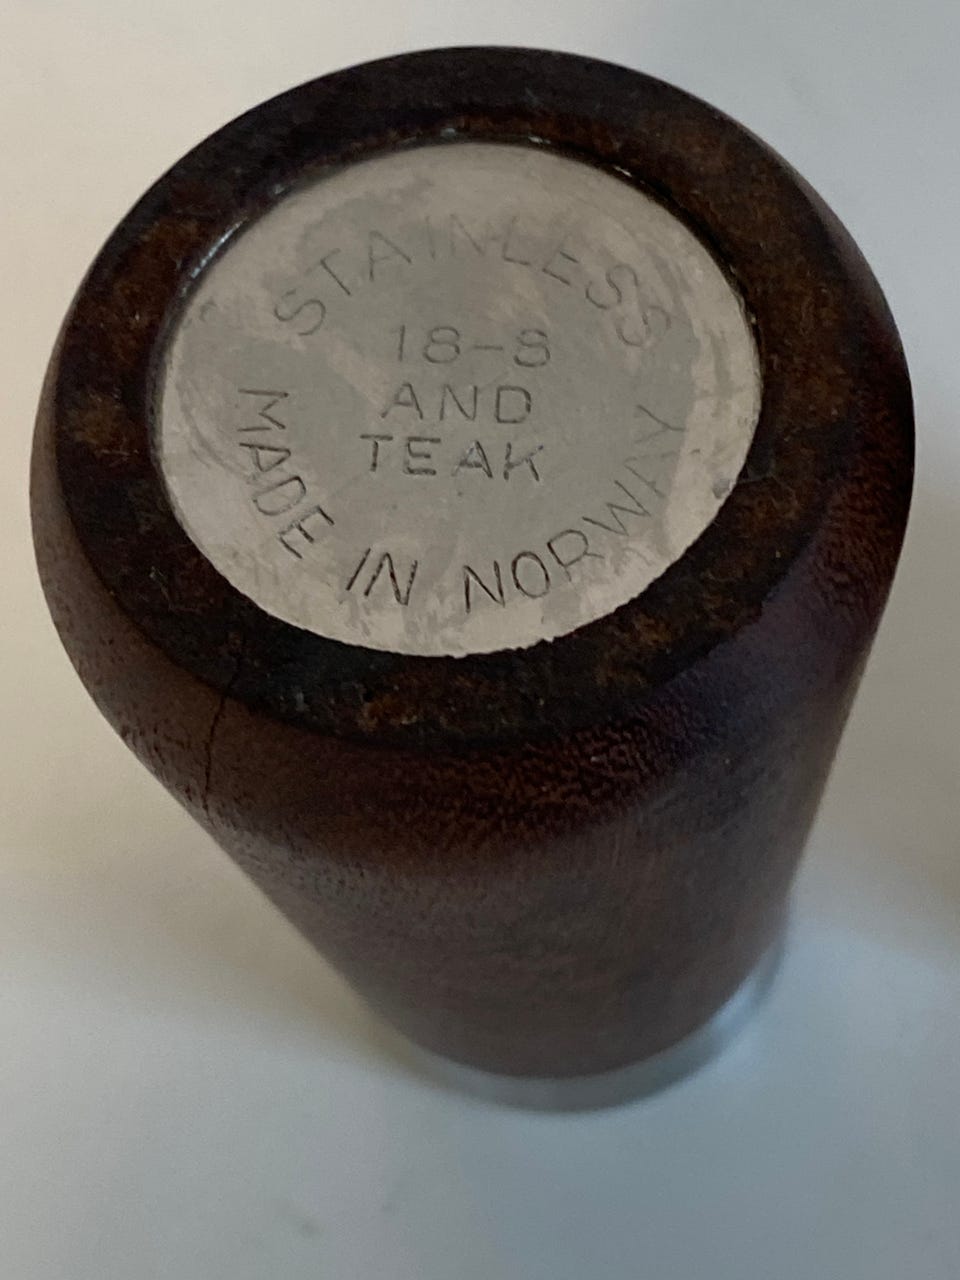 STAINLESS
18-8
AND
TEAK
MADE IN NORWAY